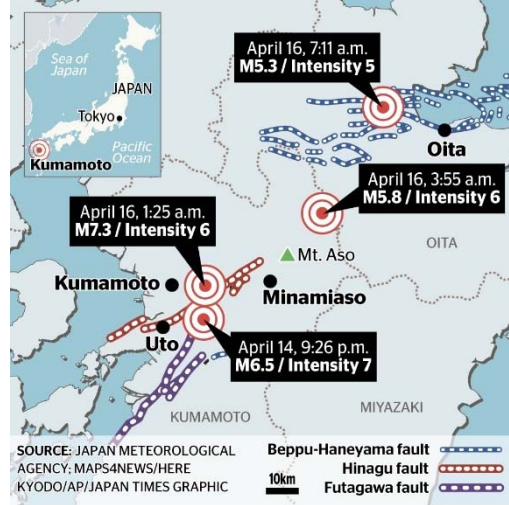 Sea of
Japan
JAPAN
Tokyo
Pacific
Ocean
Kumamoto
April 16, 7:11 a.m.
M5.3 / Intensity 5
Oita
April 16, 3:55 a.m.
M5.8 / Intensity 6
OITA
April 16, 1:25 a.m.
M7.3 / Intensity 6
Mt. Aso
Kumamoto
Minamiaso
Uto
April 14, 9:26 p.m.
M6.5 / Intensity 7
KUMAMOTO
MIYAZAKI
SOURCE: JAPAN METEOROLOGICAL
AGENCY; MAPS4NEWS/HERE
KYODO/AP/JAPAN TIMES GRAPHIC
10km
Beppu-Haneyama fault
Hinagu fault
Futagawa fault